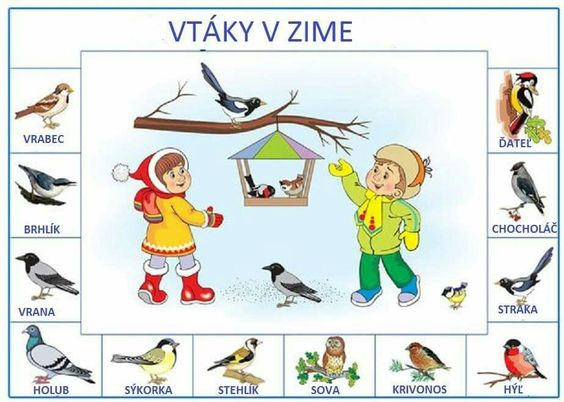 VTÁKY V ZIME
VRABEC
ĎATEĽ
BRHLÍK
CHOCHOLÁČ
VRANA
STRAKA
HOLUB
SÝKORKA
STEHLÍK
SOVA
KRIVONOS
HÝĽ